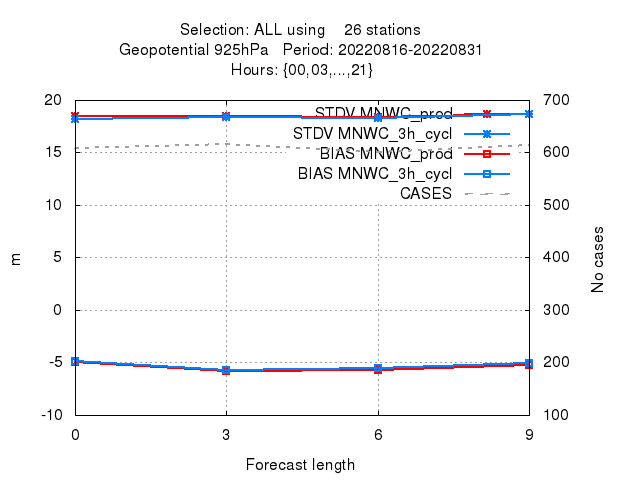 Selection: ALL using    26 stations
Geopotential 925hPa   Period: 20220816-20220831
Hours: {00,03,...,21}
20
15
10
5
0
-5
-10
m
700
600
500
400
300
200
100
No cases
STDV MNWC_prod
STDV MNWC_3h_cycl
BIAS MNWC_prod
BIAS MNWC_3h_cycl
CASES
0 3 6 9
Forecast length